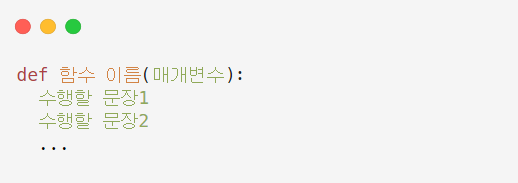 def 함수 이름(매개변수):
  수행할 문장1
  수행할 문장2
  ...